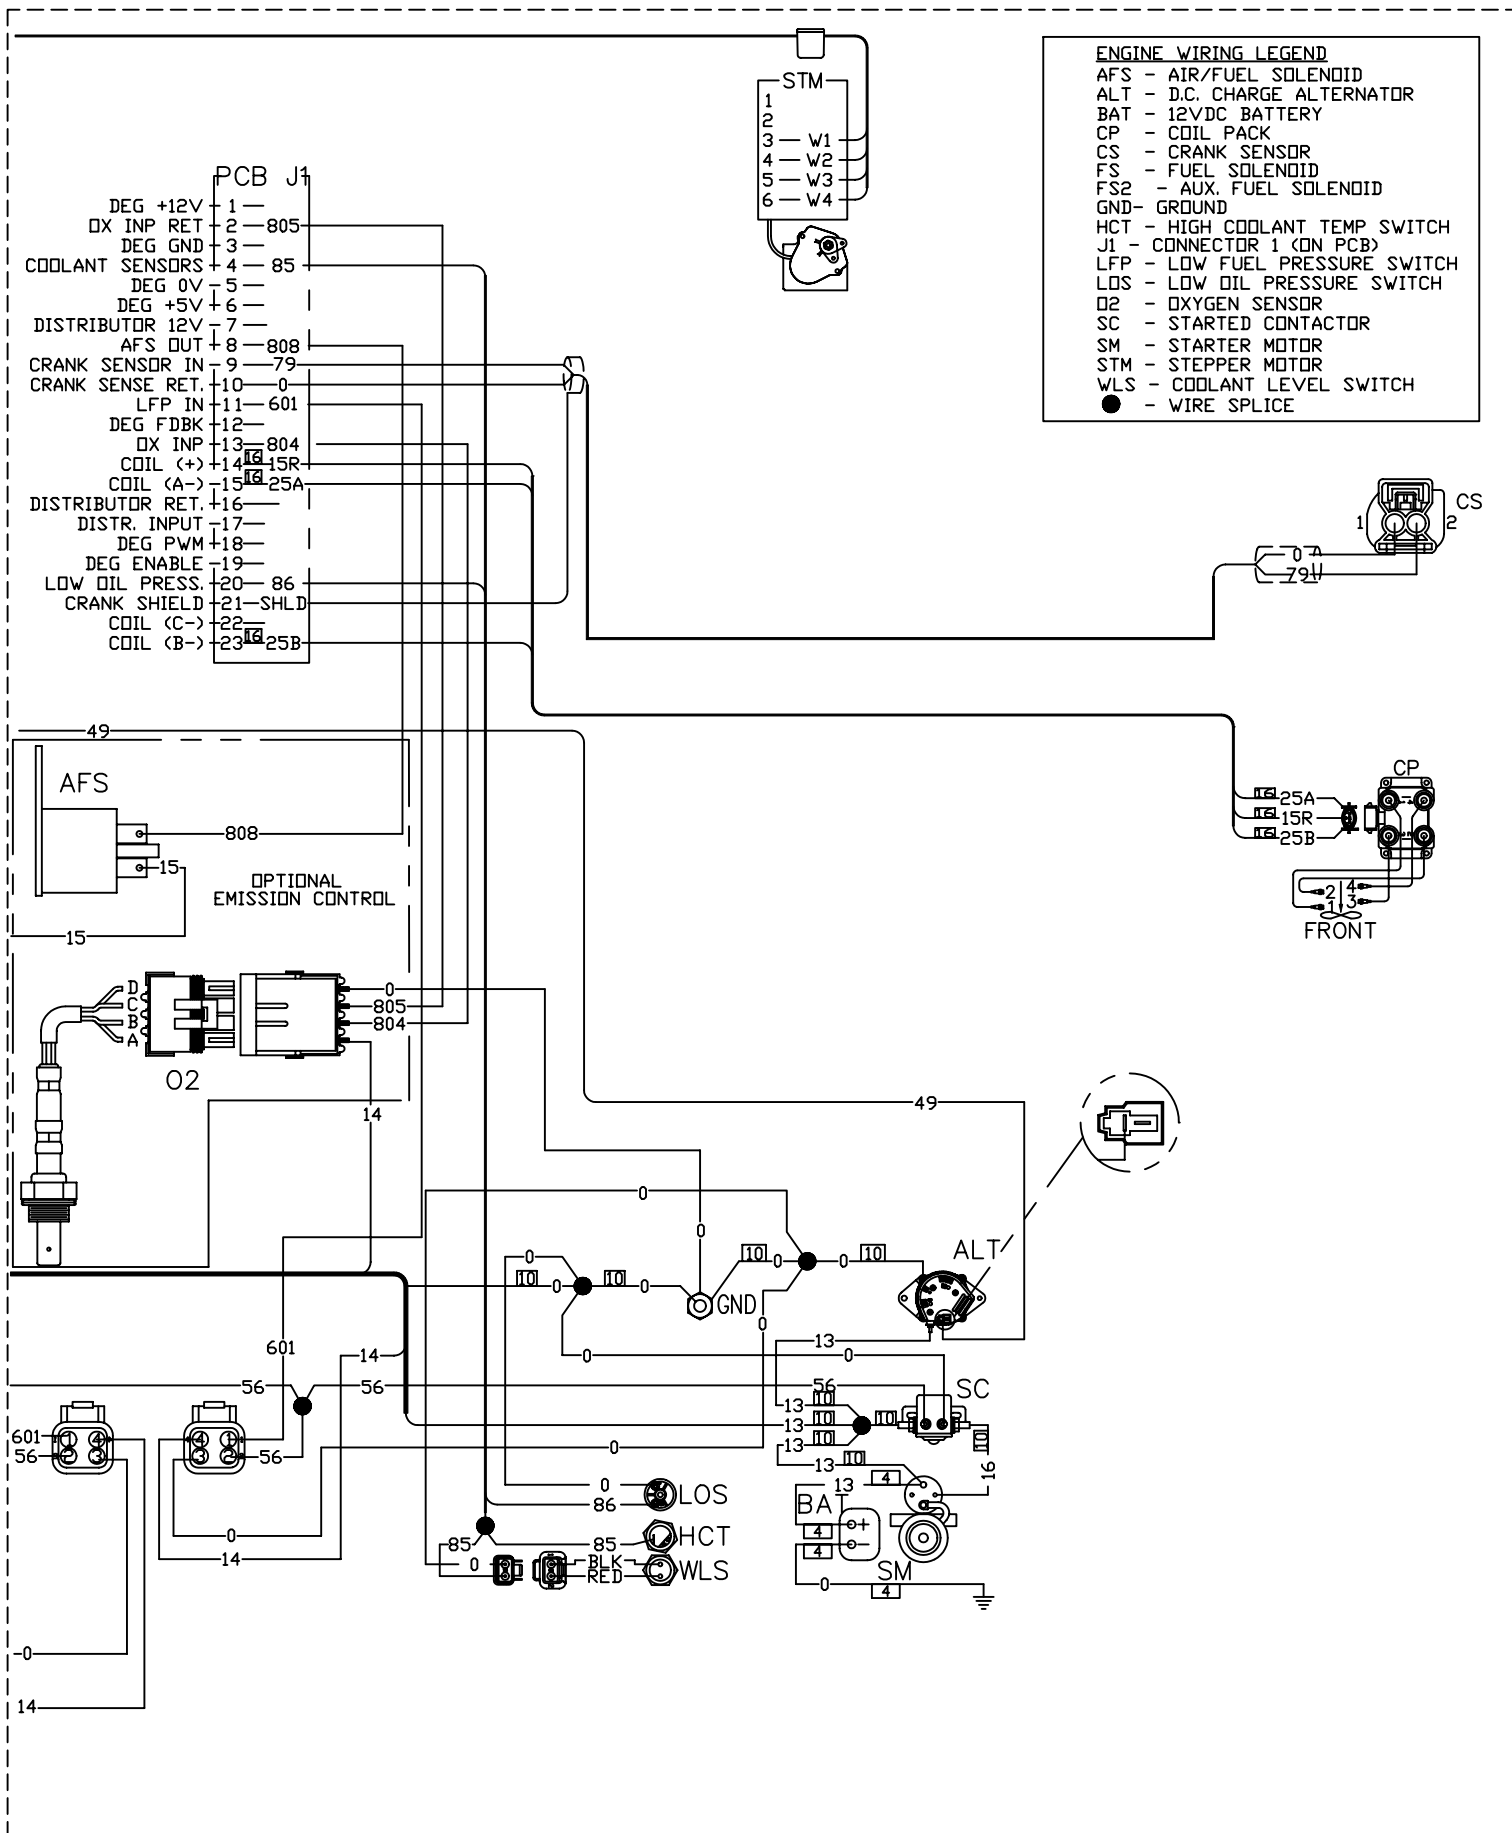 ENGINE WIRING LEGEND
AFS - AIR/FUEL SOLENOID
ALT - D.C. CHARGE ALTERNATOR
BAT - 12VDC BATTERY
CP - COIL PACK
CS - CRANK SENSOR
FS - FUEL SOLENOID
FS2 - AUX. FUEL SOLENOID
GND- GROUND
HCT - HIGH COOLANT TEMP SWITCH
J1 - CONNECTOR 1 (ON PCB)
LFP - LOW FUEL PRESSURE SWITCH
LOS - LOW OIL PRESSURE SWITCH
O2 - OXYGEN SENSOR
SC - STARTED CONTACTOR
SM - STARTER MOTOR
STM - STEPPER MOTOR
WLS - COOLANT LEVEL SWITCH
- WIRE SPLICE
STM
1
2
3 W1
4 W2
5 W3
6 W4
PCB J1
DEG +12V 1
OX INP RET 2 805
DEG GND 3
COOLANT SENSORS 4 85
DEG 0V 5
DEG +5V 6
DISTRIBUTOR 12V 7
AFS OUT 8 808
CRANK SENSOR IN 9 79
CRANK SENSE RET. 10 0
LFP IN 11 601
DEG FDBK 12
OX INP 13 804
COIL (+) 14 16 15R
COIL (A-) 15 16 25A
DISTRIBUTOR RET. 16
DISTR. INPUT 17
DEG PWM 18
DEG ENABLE 19
LOW OIL PRESS. 20 86
CRANK SHIELD 21 SHLD
COIL (C-) 22
COIL (B-) 23 16 25B
CS
1 2
0
79
49
AFS
808
15
OPTIONAL
EMISSION CONTROL
15
CP
16 25A
16 15R
16 25B
2 4
1 3
FRONT
D
C
B
A
O2
0
805
804
14
49
0
0
0
10 0 10 0
10 0 0 10
GND
ALT
0
601
14
13
0 0
56 56 56
SC
13 10
13 10 10
13 10
13 10
10
16
601
56
1 4
2 3
4 1
3 2
56
0
0
14
0
86
LOS
85 85
HCT
0
BLK
RED
WLS
BAT
13 4
4
4
+
-
0 4
SM
0
14